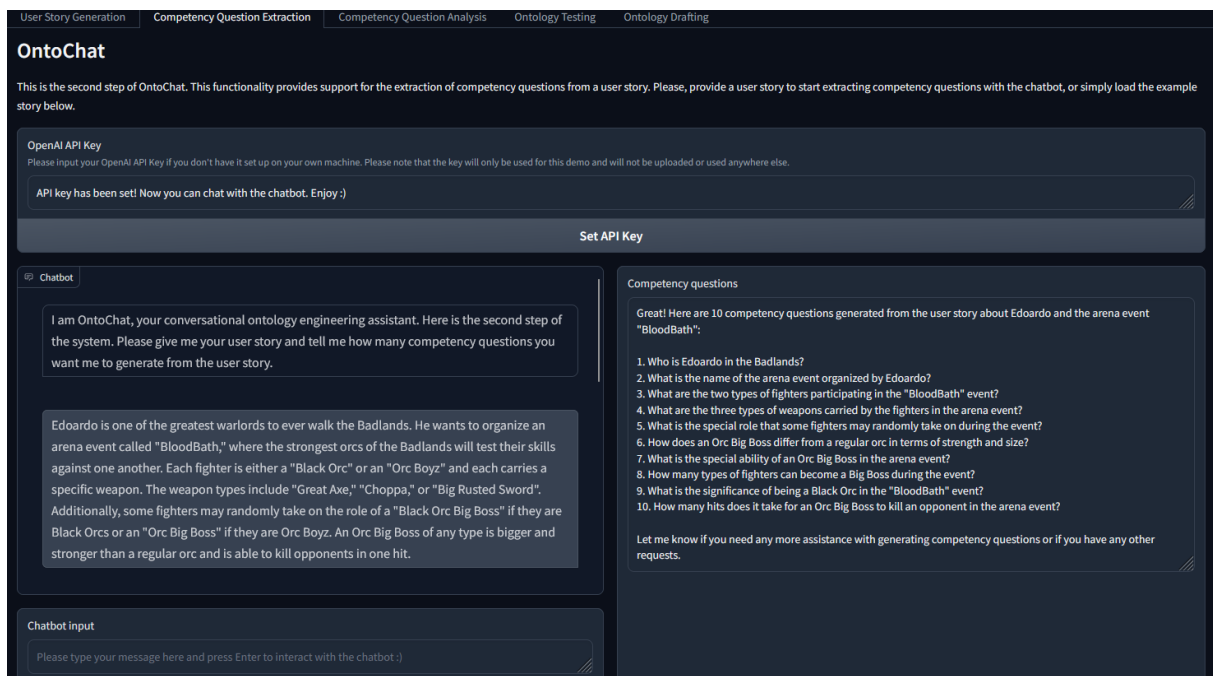 User Story Generation
Competency Question Extraction
Competency Question Analysis
Ontology Testing
Ontology Drafting
OntoChat
This is the second step of OntoChat. This functionality provides support for the extraction of competency questions from a user story. Please, provide a user story to start extracting competency questions with the chatbot, or simply load the example
story below.
OpenAI API Key
Please input your OpenAI API Key if you don't have it set up on your own machine. Please note that the key will only be used for this demo and will not be uploaded or used anywhere else.
API key has been set! Now you can chat with the chatbot. Enjoy :)
Set API Key
Chatbot
I am OntoChat, your conversational ontology engineering assistant. Here is the second step of
the system. Please give me your user story and tell me how many competency questions you
want me to generate from the user story.
Edoardo is one of the greatest warlords to ever walk the Badlands. He wants to organize an
arena event called "BloodBath," where the strongest orcs of the Badlands will test their skills
against one another. Each fighter is either a "Black Orc" or an "Orc Boyz" and each carries a
specific weapon. The weapon types include "Great Axe," "Choppa," or "Big Rusted Sword".
Additionally, some fighters may randomly take on the role of a "Black Orc Big Boss" if they are
Black Orcs or an "Orc Big Boss" if they are Orc Boyz. An Orc Big Boss of any type is bigger and
stronger than a regular orc and is able to kill opponents in one hit.
Chatbot input
Please type your message here and press Enter to interact with the chatbot :)
Competency questions
Great! Here are 10 competency questions generated from the user story about Edoardo and the arena event
"BloodBath":
1. Who is Edoardo in the Badlands?
2. What is the name of the arena event organized by Edoardo?
3. What are the two types of fighters participating in the "BloodBath" event?
4. What are the three types of weapons carried by the fighters in the arena event?
5. What is the special role that some fighters may randomly take on during the event?
6. How does an Orc Big Boss differ from a regular orc in terms of strength and size?
7. What is the special ability of an Orc Big Boss in the arena event?
8. How many types of fighters can become a Big Boss during the event?
9. What is the significance of being a Black Orc in the "BloodBath" event?
10. How many hits does it take for an Orc Big Boss to kill an opponent in the arena event?
Let me know if you need any more assistance with generating competency questions or if you have any other
requests.